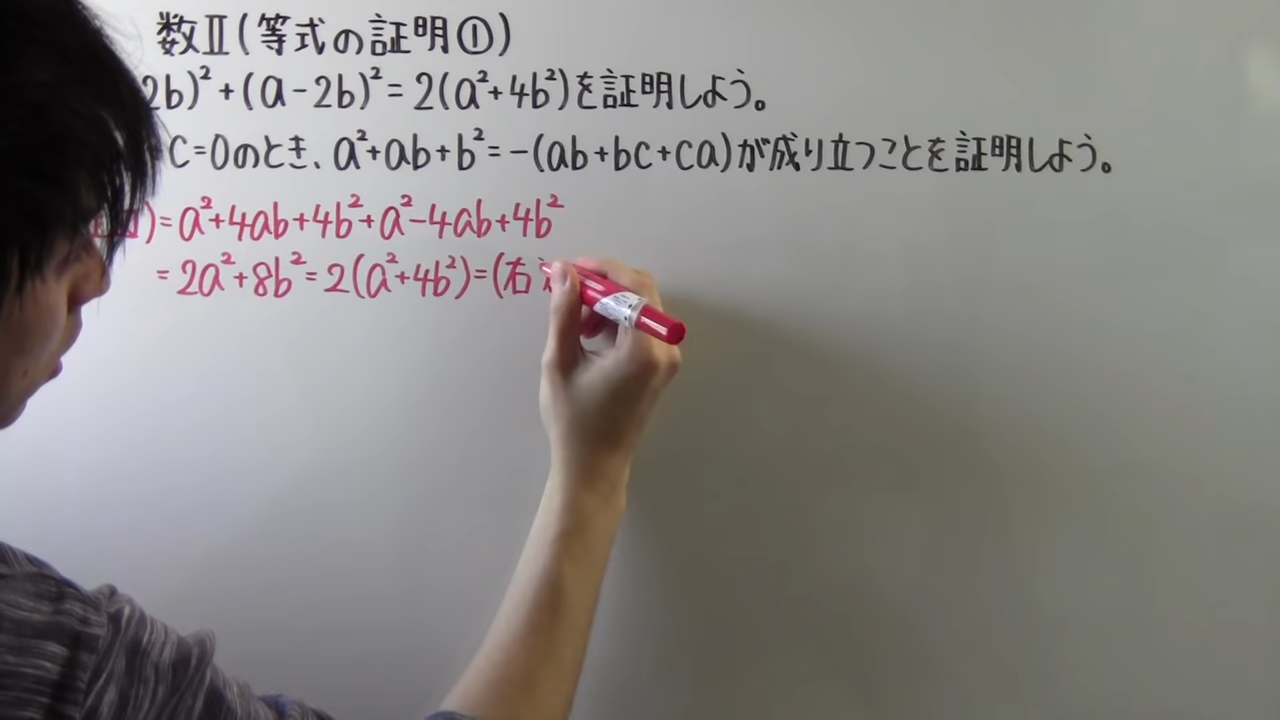 数Ⅱ(等式の証明①)
2b)²+(a-2b)²=2(a²+4b²)を証明しよう。
C=0のとき、a²+ab+b²=-(ab+bc+ca)が成り立つことを証明しよう。
)=a²+4ab+4b²+a²-4ab+4b²
=2a²+8b²=2(a²+4b²)=(右